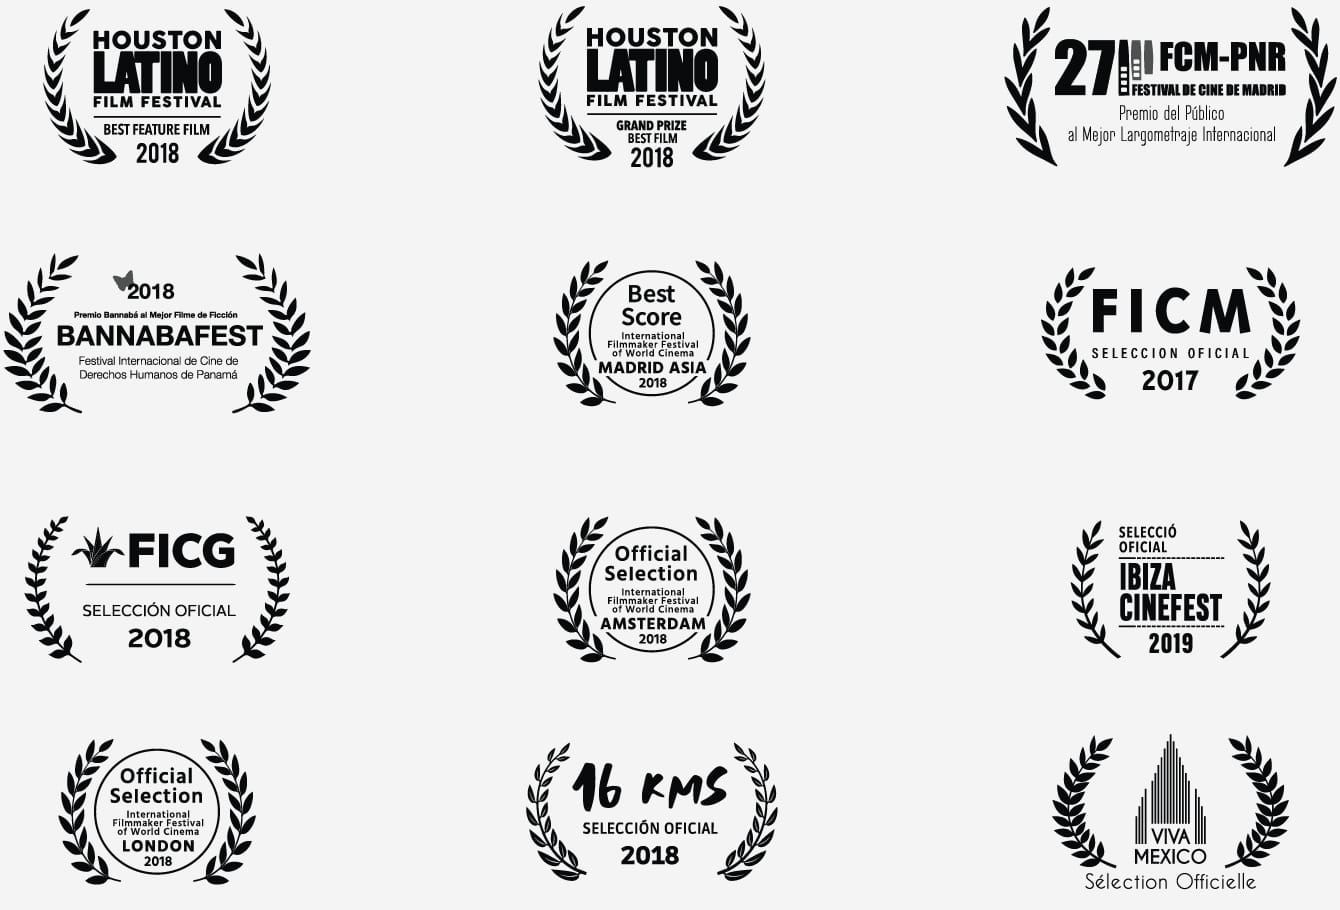 HOUSTON
LATINO
FILM FESTIVAL
BEST FEATURE FILM
2018
HOUSTON
LATINO
FILM FESTIVAL
GRAND PRIZE
BEST FILM
2018
27 FCM-PNR
FESTIVAL DE CINE DE MADRID
Premio del Público
al Mejor Largometraje Internacional
2018
Premio Bannabá al Mejor Filme de Ficción
BANNABAFEST
Festival Internacional de Cine de
Derechos Humanos de Panamá
Best
Score
International
Filmmaker Festival
of World Cinema
MADRID ASIA
2018
FICM
SELECCION OFICIAL
2017
FICG
SELECCIÓN OFICIAL
2018
Official
Selection
International
Filmmaker Festival
of World Cinema
AMSTERDAM
2018
SELECCIÓ
OFICIAL
IBIZA
CINEFEST
2019
Official
Selection
International
Filmmaker Festival
of World Cinema
LONDON
2018
16 KMS
SELECCIÓN OFICIAL
2018
VIVA
MEXICO
Sélection Officielle